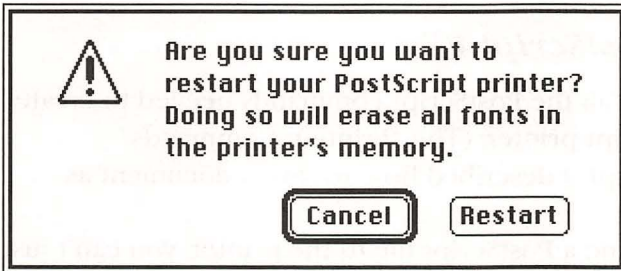 Are you sure you want to
restart your PostScript printer?
Doing so will erase all fonts in
the printer's memory.
Cancel Restart